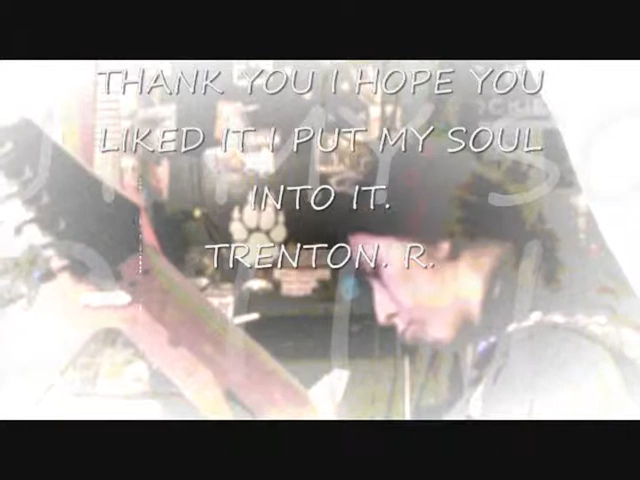 THANK YOU I HOPE YOU
LIKED IT I PUT MY SOUL
INTO IT.
TRENTON. R.